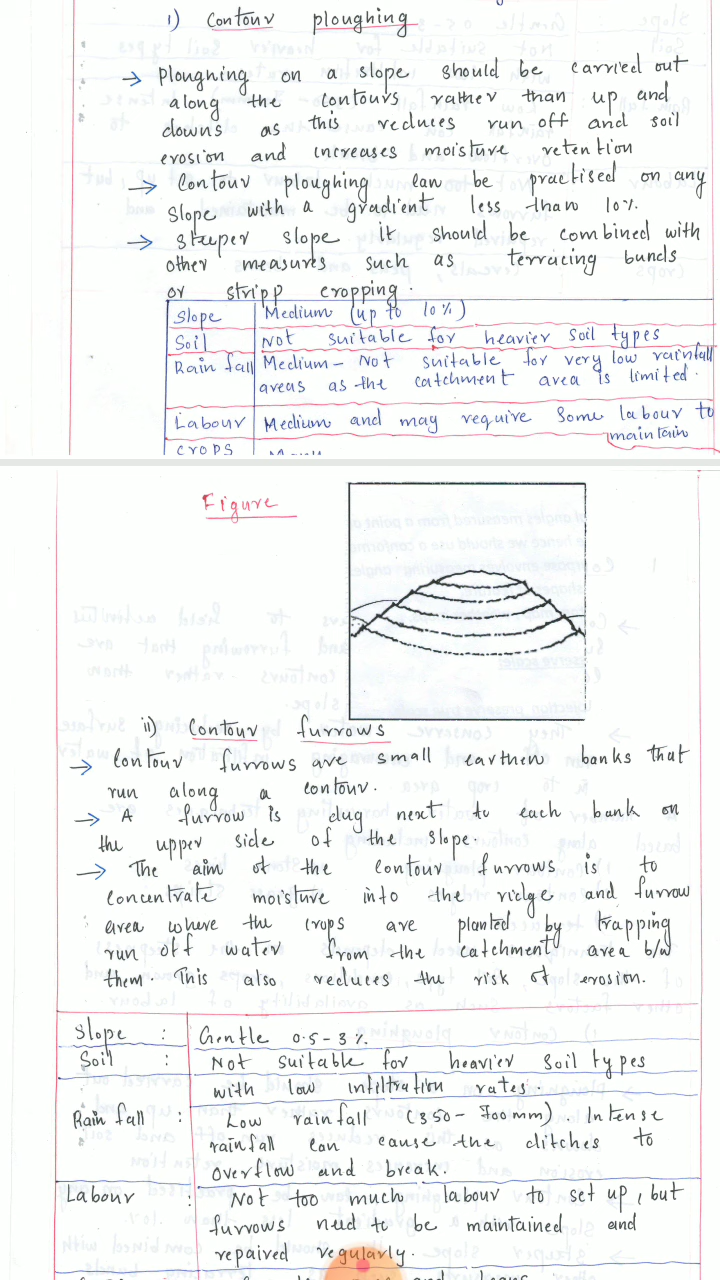 i) Contour ploughing
→ Ploughing on a slope should be carried out
along the contours rather than up and
downs as this reduces run off and soil
erosion and increases moisture retention
→ Contour ploughing can be practised on any
slope with a gradient less than 10%.
→ steeper slope it should be combined with
other measures such as terracing bunds
or stripp cropping.
Slope Medium (up to 10%)
Soil Not suitable for heavier soil types
Rain fall Medium - Not suitable for very low rainfall
areas as the catchment area is limited.
Labour Medium and may require some labour to
maintain
crops
Figure
ii) Contour furrows
→ Contour furrows are small earthen banks that
run along a contour.
→ A furrow is dug next to each bank on
the upper side of the slope.
→ The aim of the contour furrows is to
concentrate moisture into the ridge and furrow
area where the crops are planted by trapping
run off water from the catchment area b/w
them. This also reduces the risk of erosion.
Slope : Gentle 0.5 - 3%.
Soil : Not suitable for heavier soil types
with low infiltration rates.
Rain fall : Low rainfall (350 - 700mm). Intense
rainfall can cause the ditches to
overflow and break.
Labour : Not too much labour to set up, but
furrows need to be maintained and
repaired regularly.